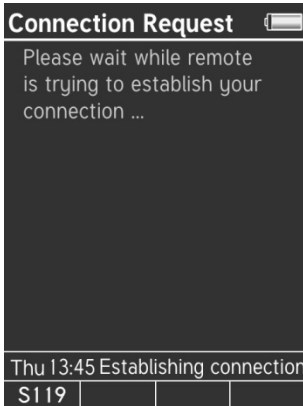 Connection Request
Please wait while remote
is trying to establish your
connection ...
Thu 13:45 Establishing connection
S119